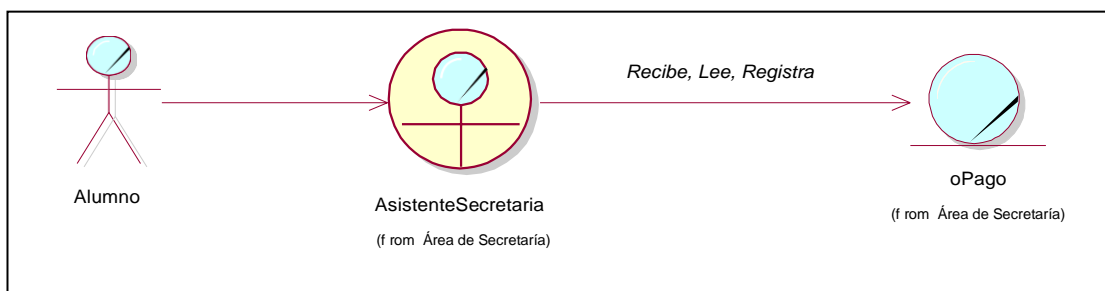 Recibe, Lee, Registra
Alumno
AsistenteSecretaria
(f rom Área de Secretaría)
oPago
(f rom Área de Secretaría)